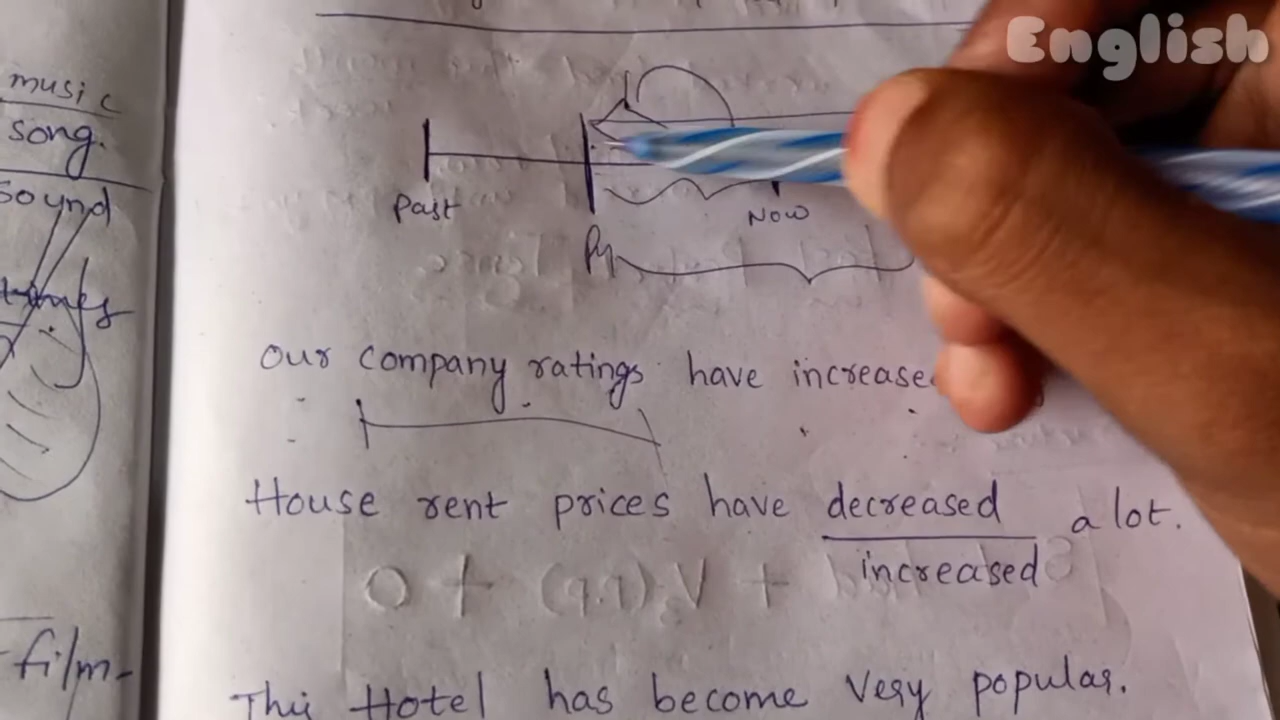 English
music
song.
sound
Past
Now
Our company ratings have increase
House rent prices have decreased a lot.
increased
film.
This Hotel has become very popular.